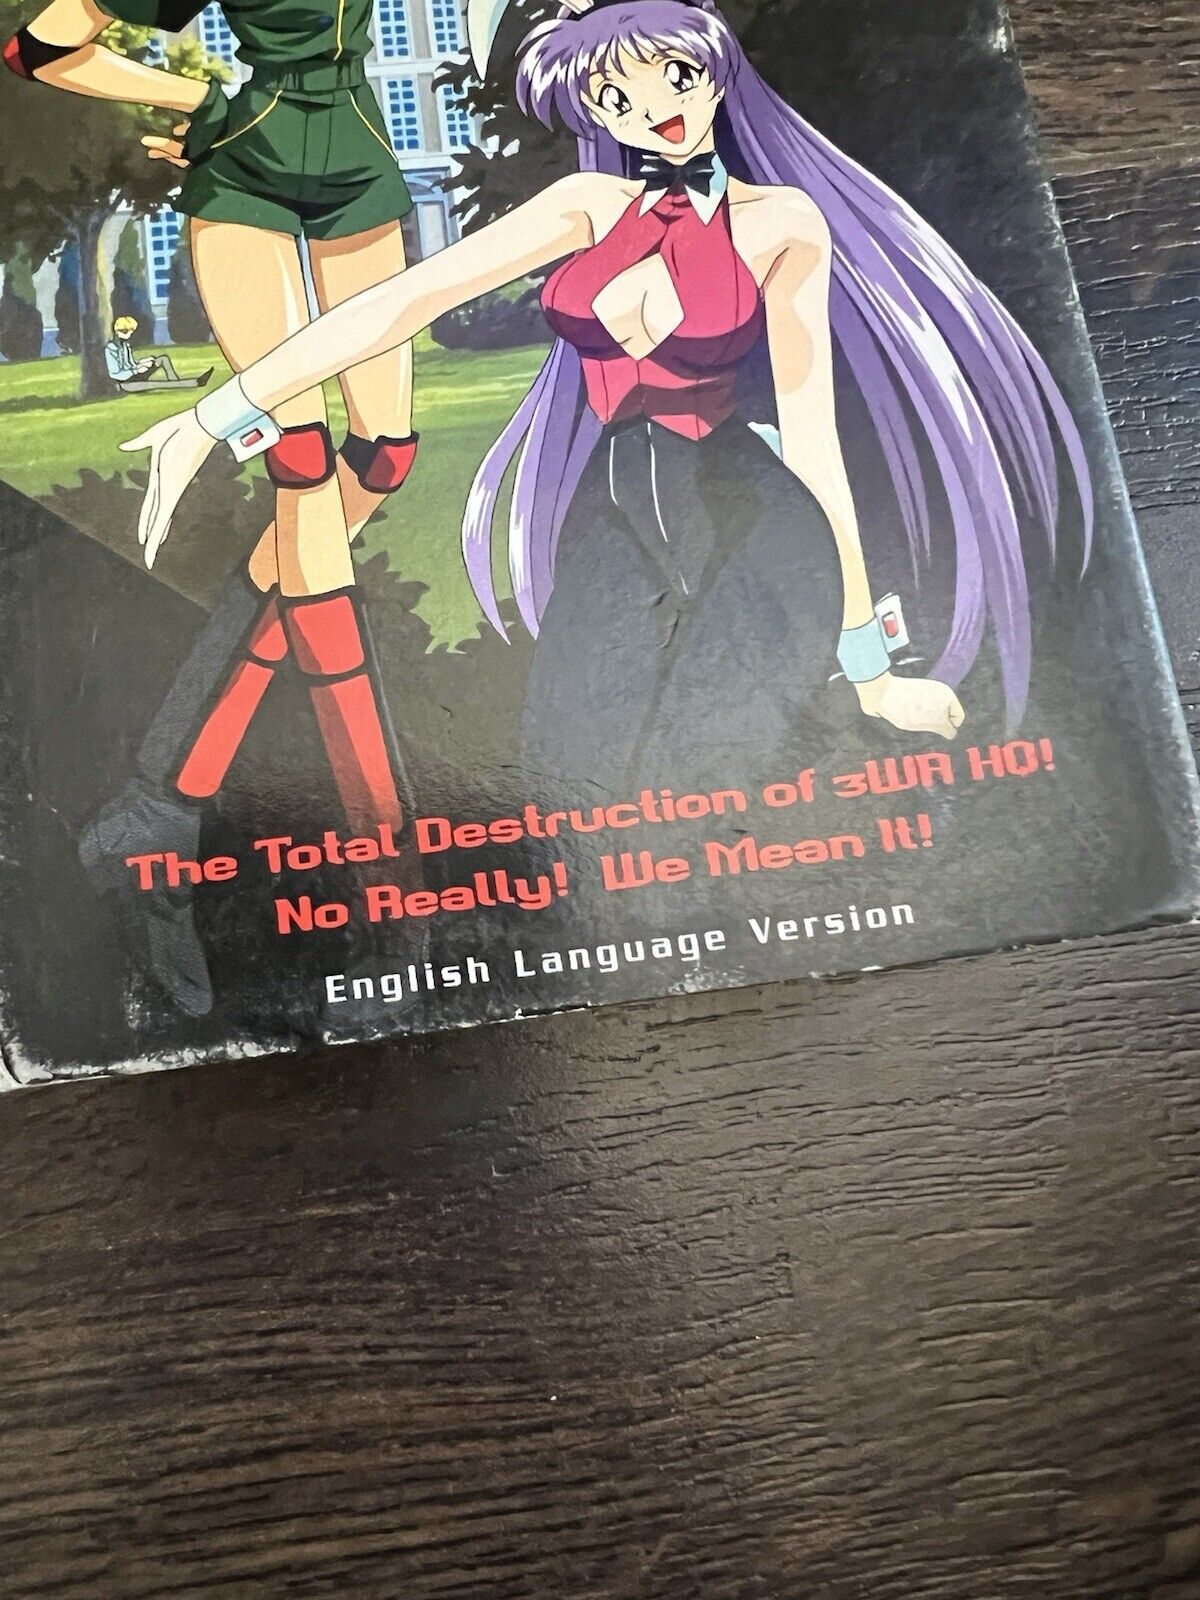 The Total Destruction of 3WA HQ!
No Really! We Mean It!
English Language Version